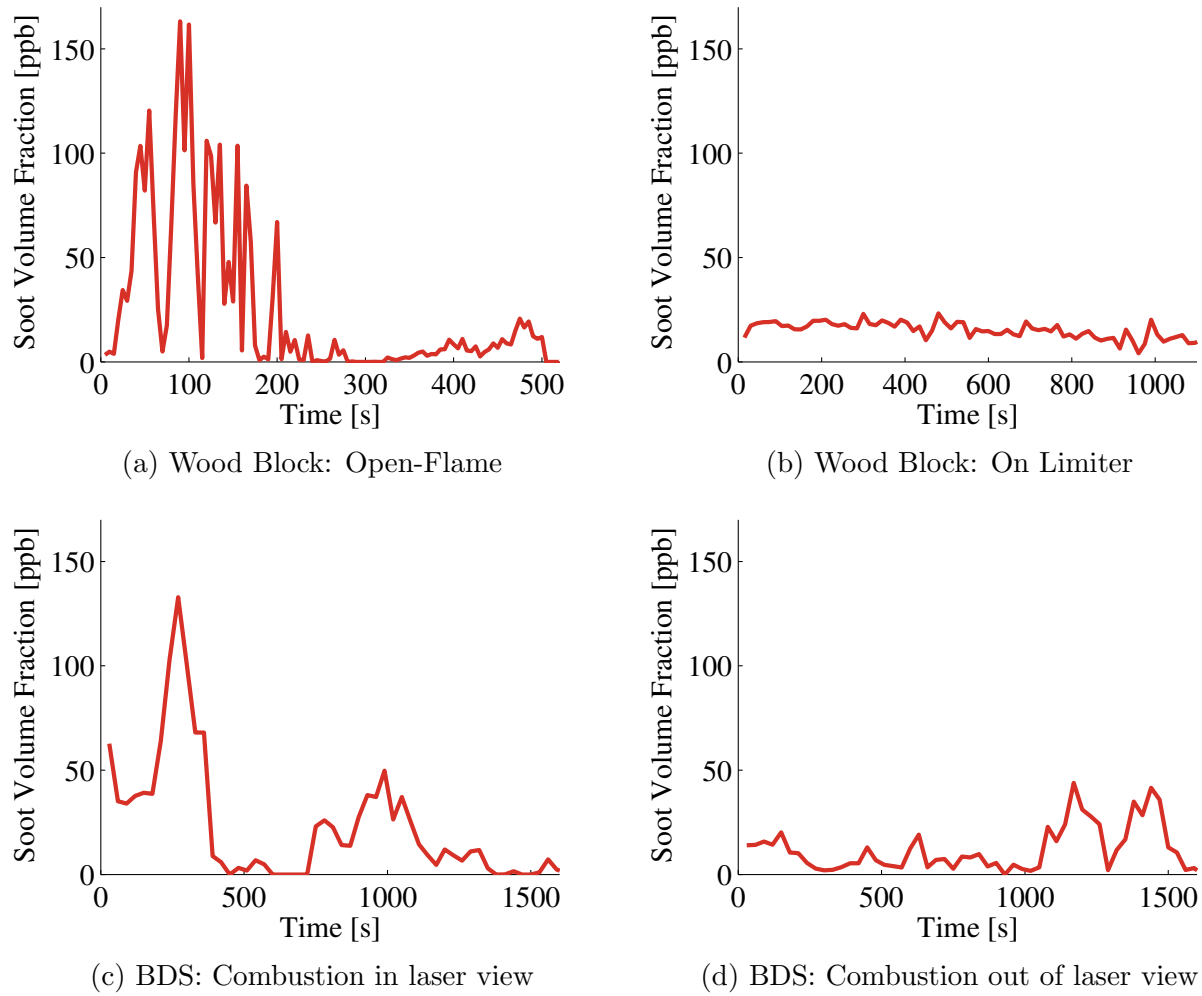 Soot Volume Fraction [ppb]
150
100
50
0
0 100 200 300 400 500
Time [s]
(a) Wood Block: Open-Flame
Soot Volume Fraction [ppb]
150
100
50
0
0 200 400 600 800 1000
Time [s]
(b) Wood Block: On Limiter
Soot Volume Fraction [ppb]
150
100
50
0
0 500 1000 1500
Time [s]
(c) BDS: Combustion in laser view
Soot Volume Fraction [ppb]
150
100
50
0
0 500 1000 1500
Time [s]
(d) BDS: Combustion out of laser view